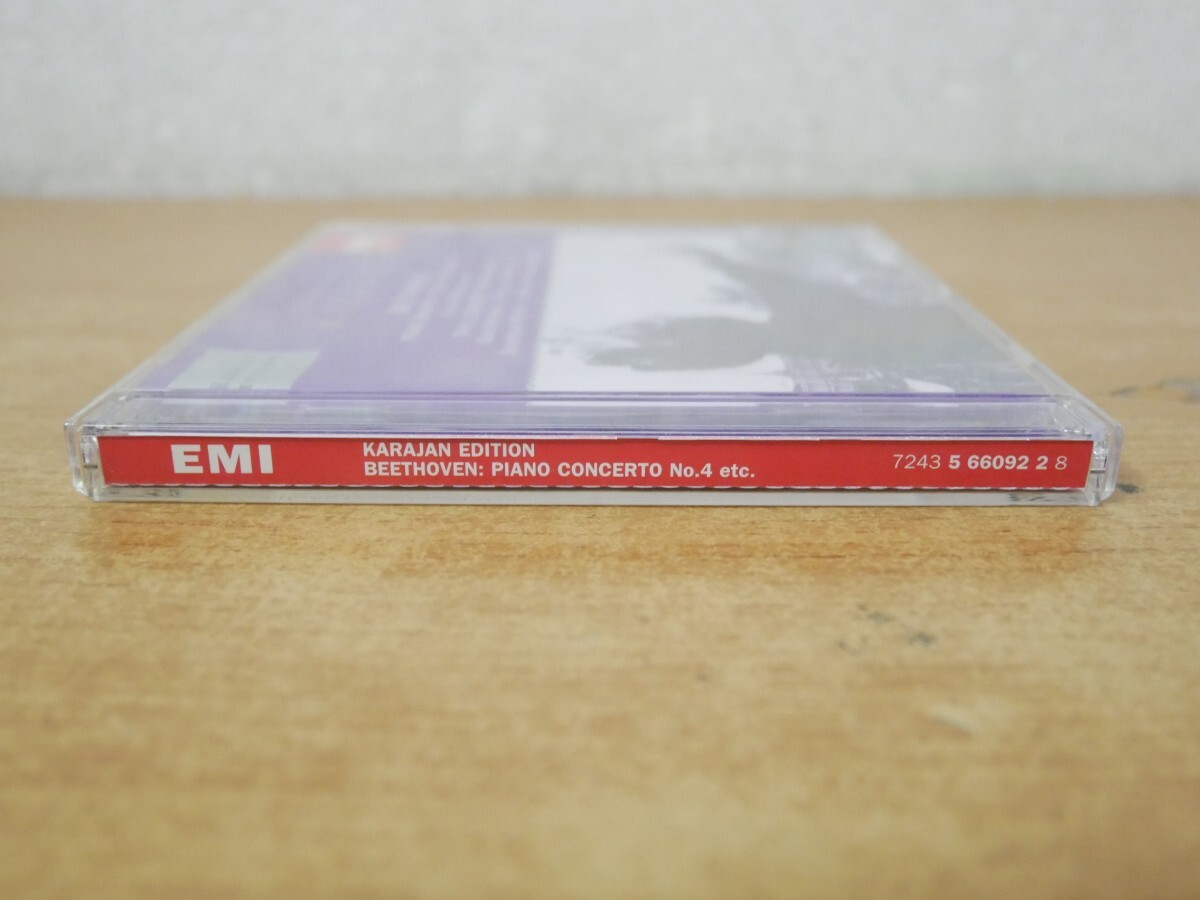 EMI
KARAJAN EDITION
BEETHOVEN: PIANO CONCERTO No.4 etc.
7243 5 66092 2 8